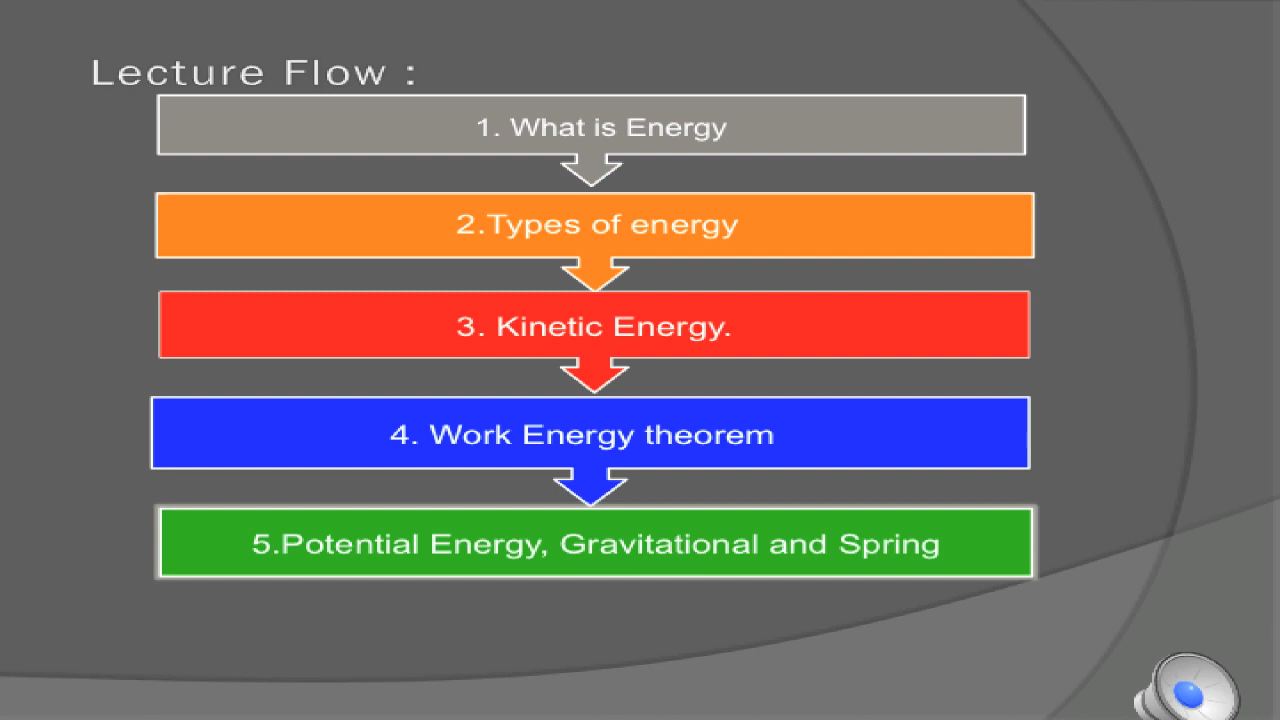 Lecture Flow :
1. What is Energy
2.Types of energy
3. Kinetic Energy.
4. Work Energy theorem
5.Potential Energy, Gravitational and Spring